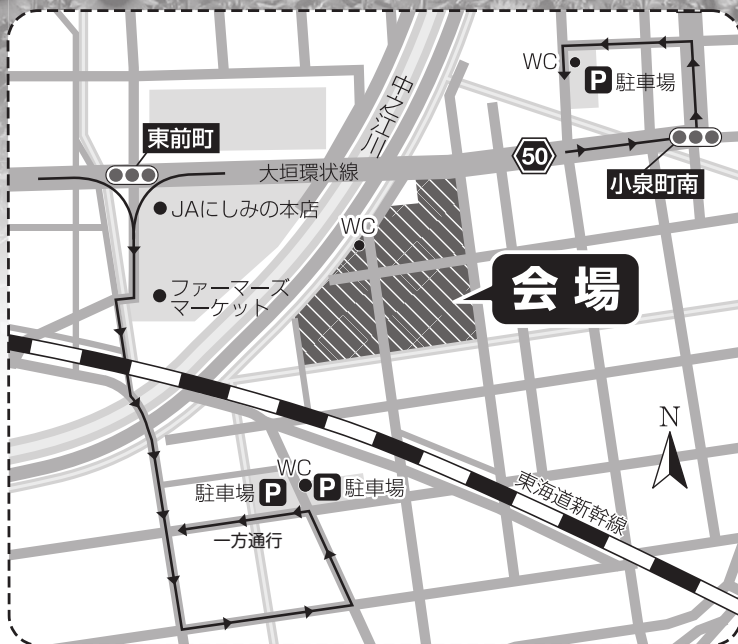 WC
P 駐車場
中之江川
東前町
50
大垣環状線
小泉町南
JAにしみの本店
WC
会場
ファーマーズ
マーケット
N
WC
駐車場 P
P 駐車場
東海道新幹線
一方通行